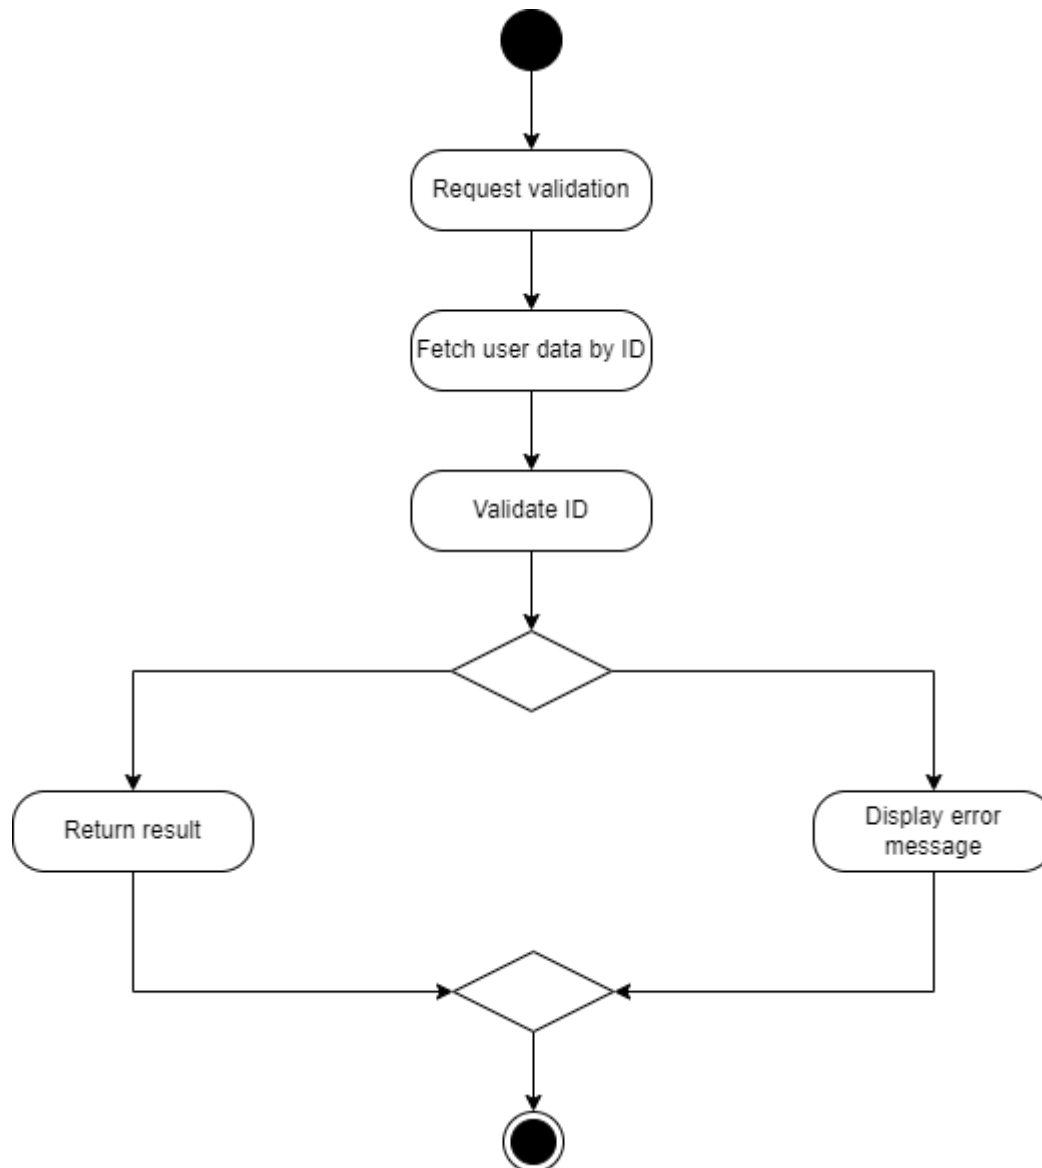 Request validation
Fetch user data by ID
Validate ID
Return result
Display error
message